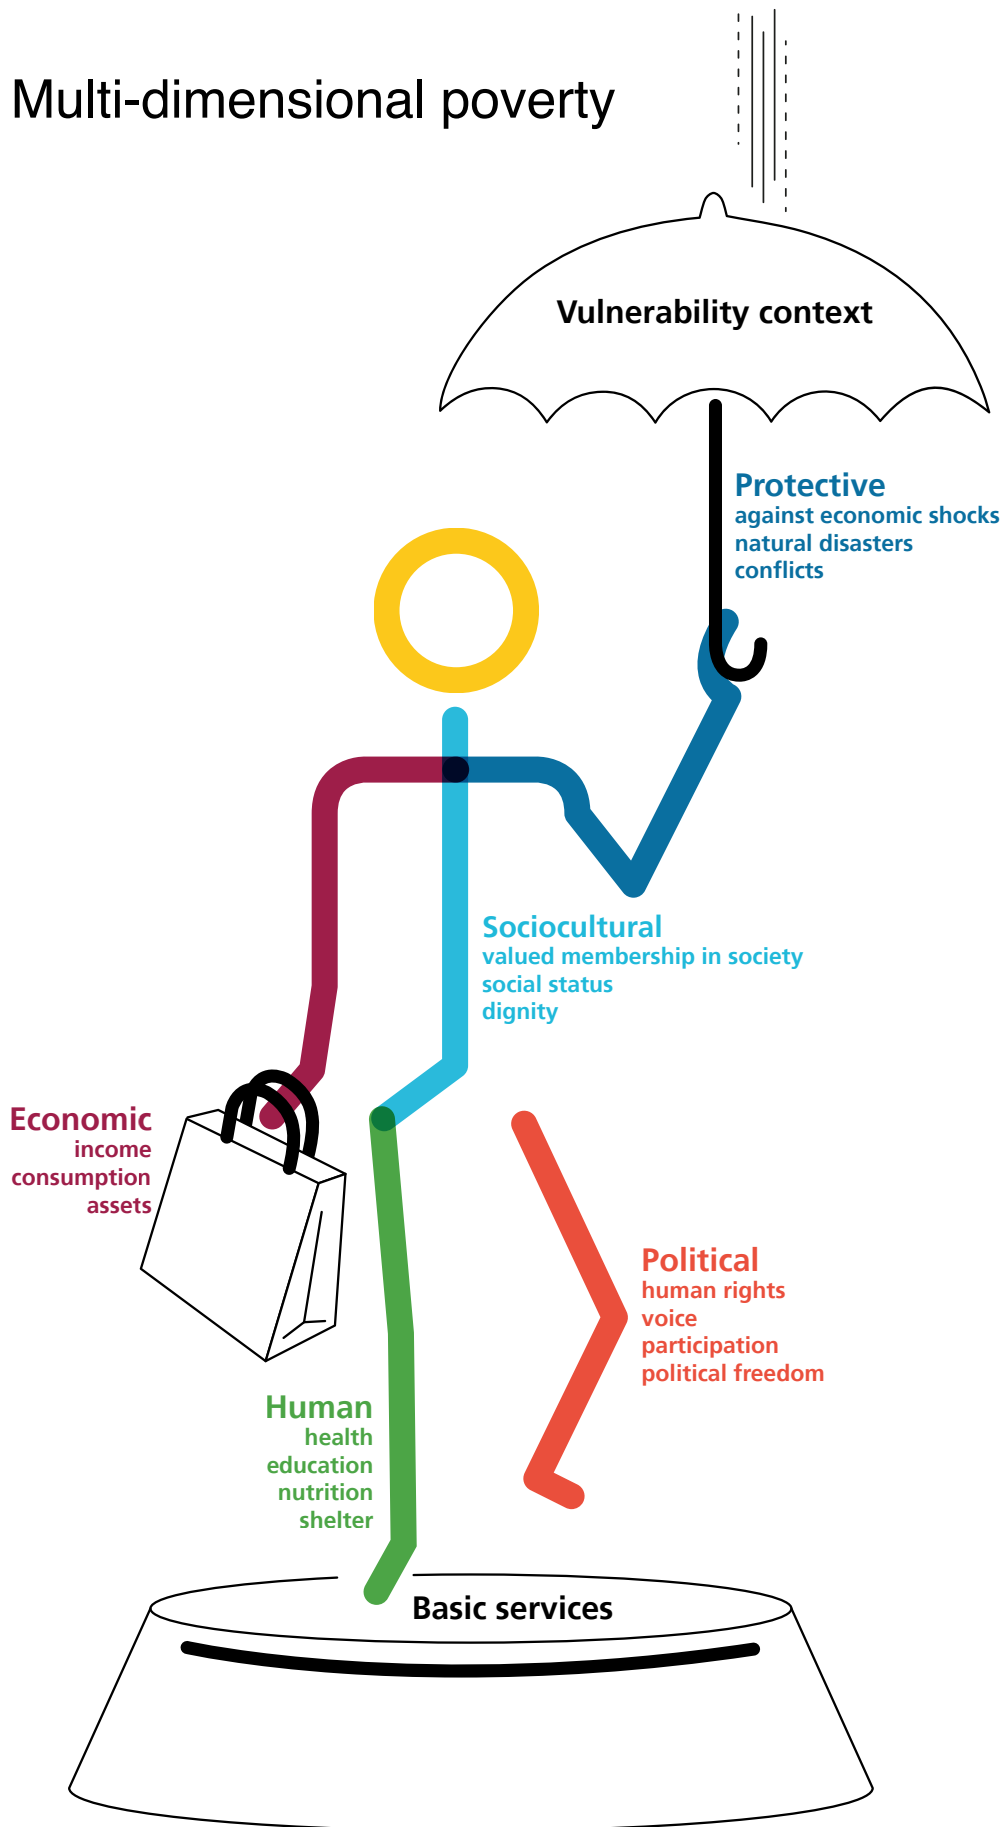 Multi-dimensional poverty
Vulnerability context
Protective
against economic shocks
natural disasters
conflicts
Sociocultural
valued membership in society
social status
dignity
Economic
income
consumption
assets
Political
human rights
voice
participation
political freedom
Human
health
education
nutrition
shelter
Basic services